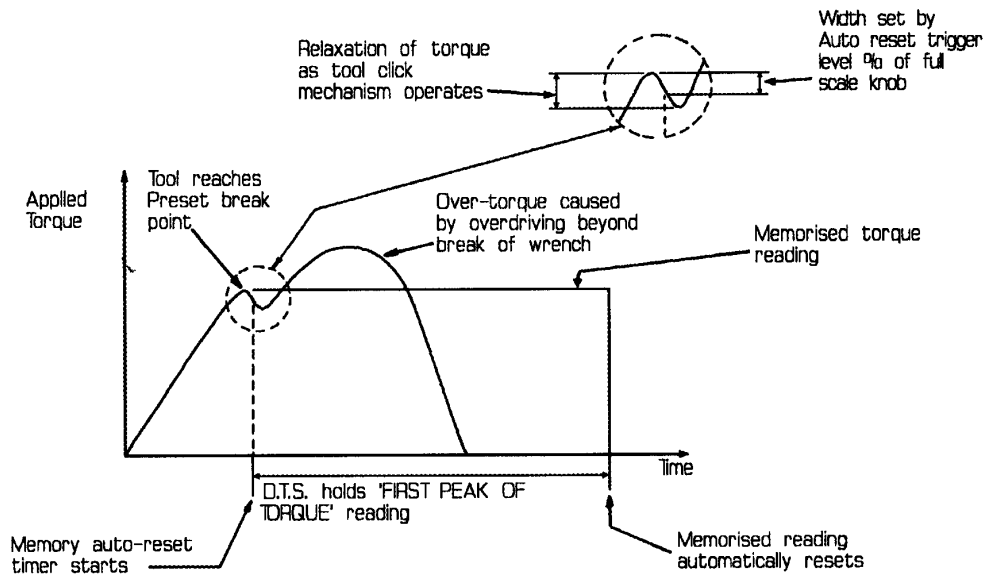 Relaxation of torque
as tool click
mechanism operates
Width set by
Auto reset trigger
level % of full
scale knob
Applied
Torque
Tool reaches
Preset break
point
Over-torque caused
by overdriving beyond
break of wrench
Memorised torque
reading
Time
D.T.S. holds 'FIRST PEAK OF
TORQUE' reading
Memory auto-reset
timer starts
Memorised reading
automatically resets